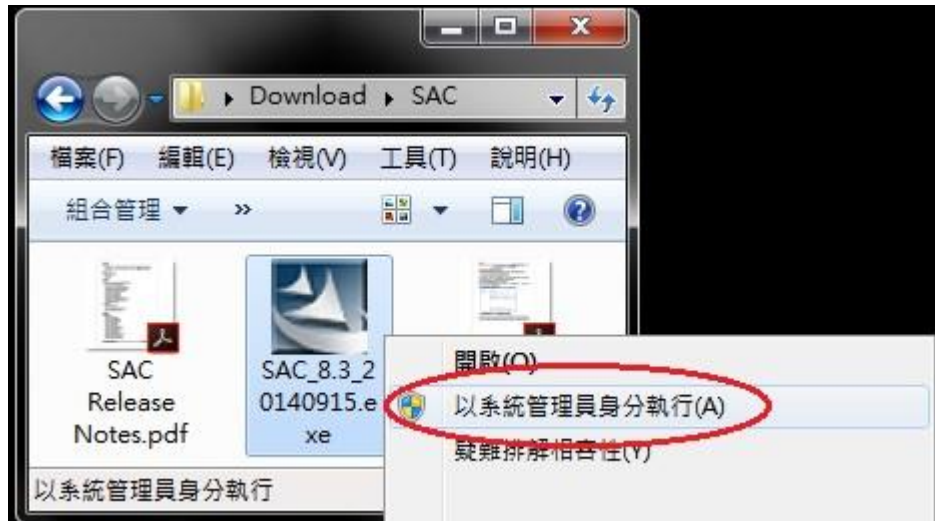 Download SAC
檔案(F) 編輯(E) 檢視(V) 工具(T) 說明(H)
組合管理 »
SAC
Release
Notes.pdf
SAC_8.3_2
0140915.e
xe
開啟(O)
以系統管理員身分執行(A)
疑難排解相容性(Y)
以系統管理員身分執行